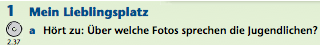 1 Mein Lieblingsplatz
a Hört zu: Über welche Fotos sprechen die Jugendlichen?
2.37